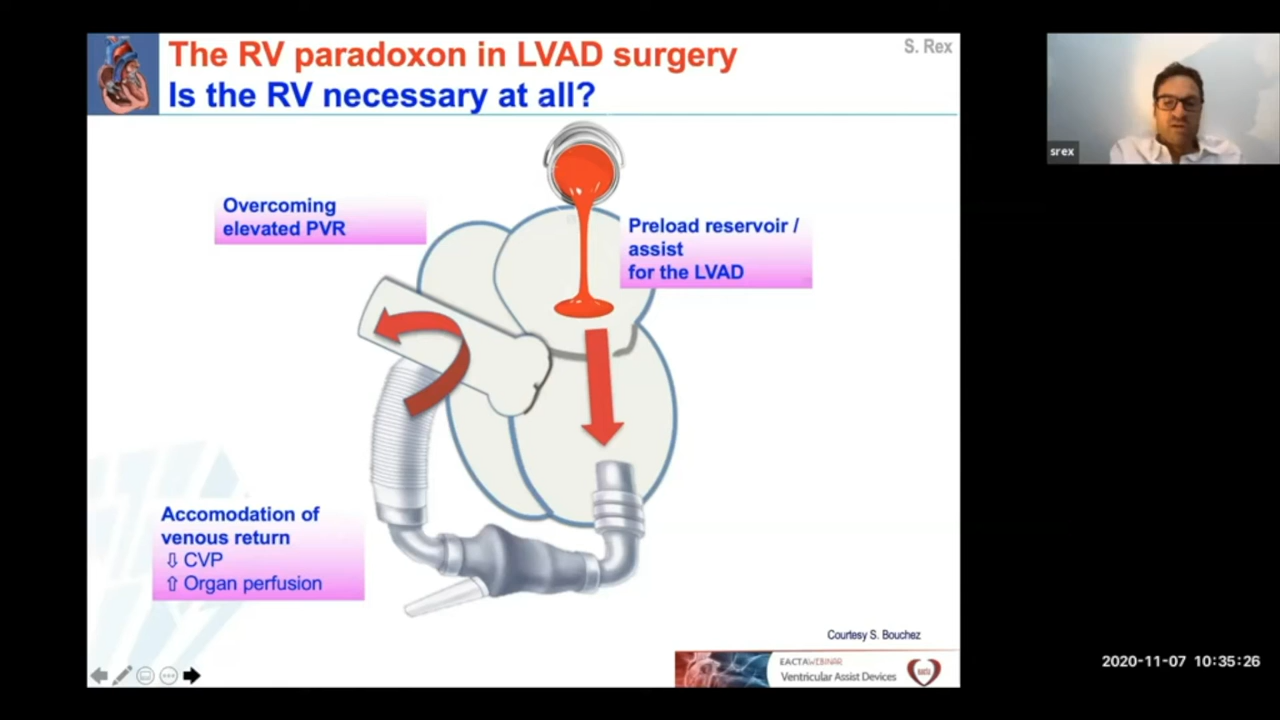 The RV paradoxon in LVAD surgery
S. Rex
Is the RV necessary at all?
srex
Overcoming
elevated PVR
Preload reservoir /
assist
for the LVAD
Accomodation of
venous return
⇩ CVP
⇧ Organ perfusion
Courtesy S. Bouchez
EACTAWEBINAR
Ventricular Assist Devices
eacta
2020-11-07 10:35:26